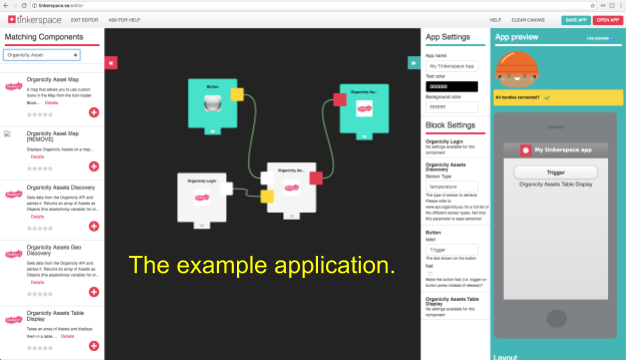 tinkerspace.se/editor
tinkerspace
EXIT EDITOR
ASK FOR HELP
HELP
CLEAR CANVAS
SAVE APP
OPEN APP
Matching Components
Organicity Asset
Organicity Asset Map
A map that allows you to use custom
icons in the Map from the icon-loader
Block... Details
Organicity Asset Map
[REMOVE]
Displays Organicity Assets on a map...
Details
Organicity Assets Discovery
Gets data from the Organicity API and
parses it. Returns an array of Assets as
Objects (the assetsArray variable) for ot...
Details
Organicity Assets Geo
Discovery
Gets data from the Organicity API and
parses it. Returns an array of Assets as
Objects (the assetsArray variable) for cl...
Details
Organicity Assets Table
Display
Takes an array of Assets and displays
them in a table.... Details
Button
Organicity As...
Organicity Login
Organicity As...
The example application.
App Settings
App name
My Tinkerspace App
Text color
000000
Background color
FFFFFF
Block Settings
Organicity Login
No settings available for this
component
Organicity Assets
Discovery
Sensor Type
temperature
The type of sensor to retrieve.
Please refer to
the different sensor types. Not that
this parameter is case-sensitive!
Button
label
Trigger
The text shown on the button
fast
Make the button fast (i.e. trigger on
button press instead of release)?
Organicity Assets Table
Display
No settings available for this
component
App preview
Live preview
All handles connected?
My tinkerspace app
Trigger
Organicity Assets Table Display
Layout